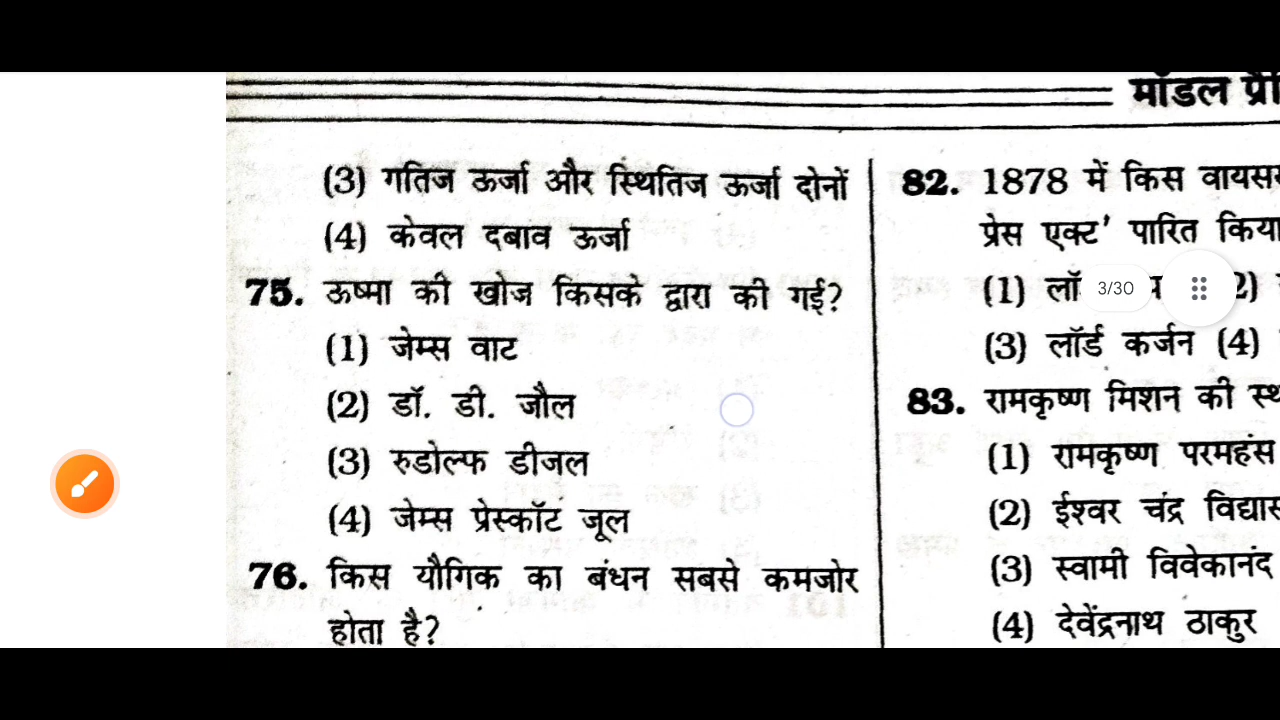 मॉडल प्रै
(3) गतिज ऊर्जा और स्थितिज ऊर्जा दोनों
(4) केवल दबाव ऊर्जा
75. ऊष्मा की खोज किसके द्वारा की गई?
(1) जेम्स वाट
(2) डॉ. डी. जौल
(3) रुडोल्फ डीजल
(4) जेम्स प्रेस्कॉट जूल
76. किस यौगिक का बंधन सबसे कमजोर
होता है?
82. 1878 में किस वायसर
प्रेस एक्ट' पारित किया
(1) लॉ
2)
3/30
(3) लॉर्ड कर्जन (4)
83. रामकृष्ण मिशन की स्थ
(1) रामकृष्ण परमहंस
(2) ईश्वर चंद्र विद्यास
(3) स्वामी विवेकानंद
(4) देवेंद्रनाथ ठाकुर